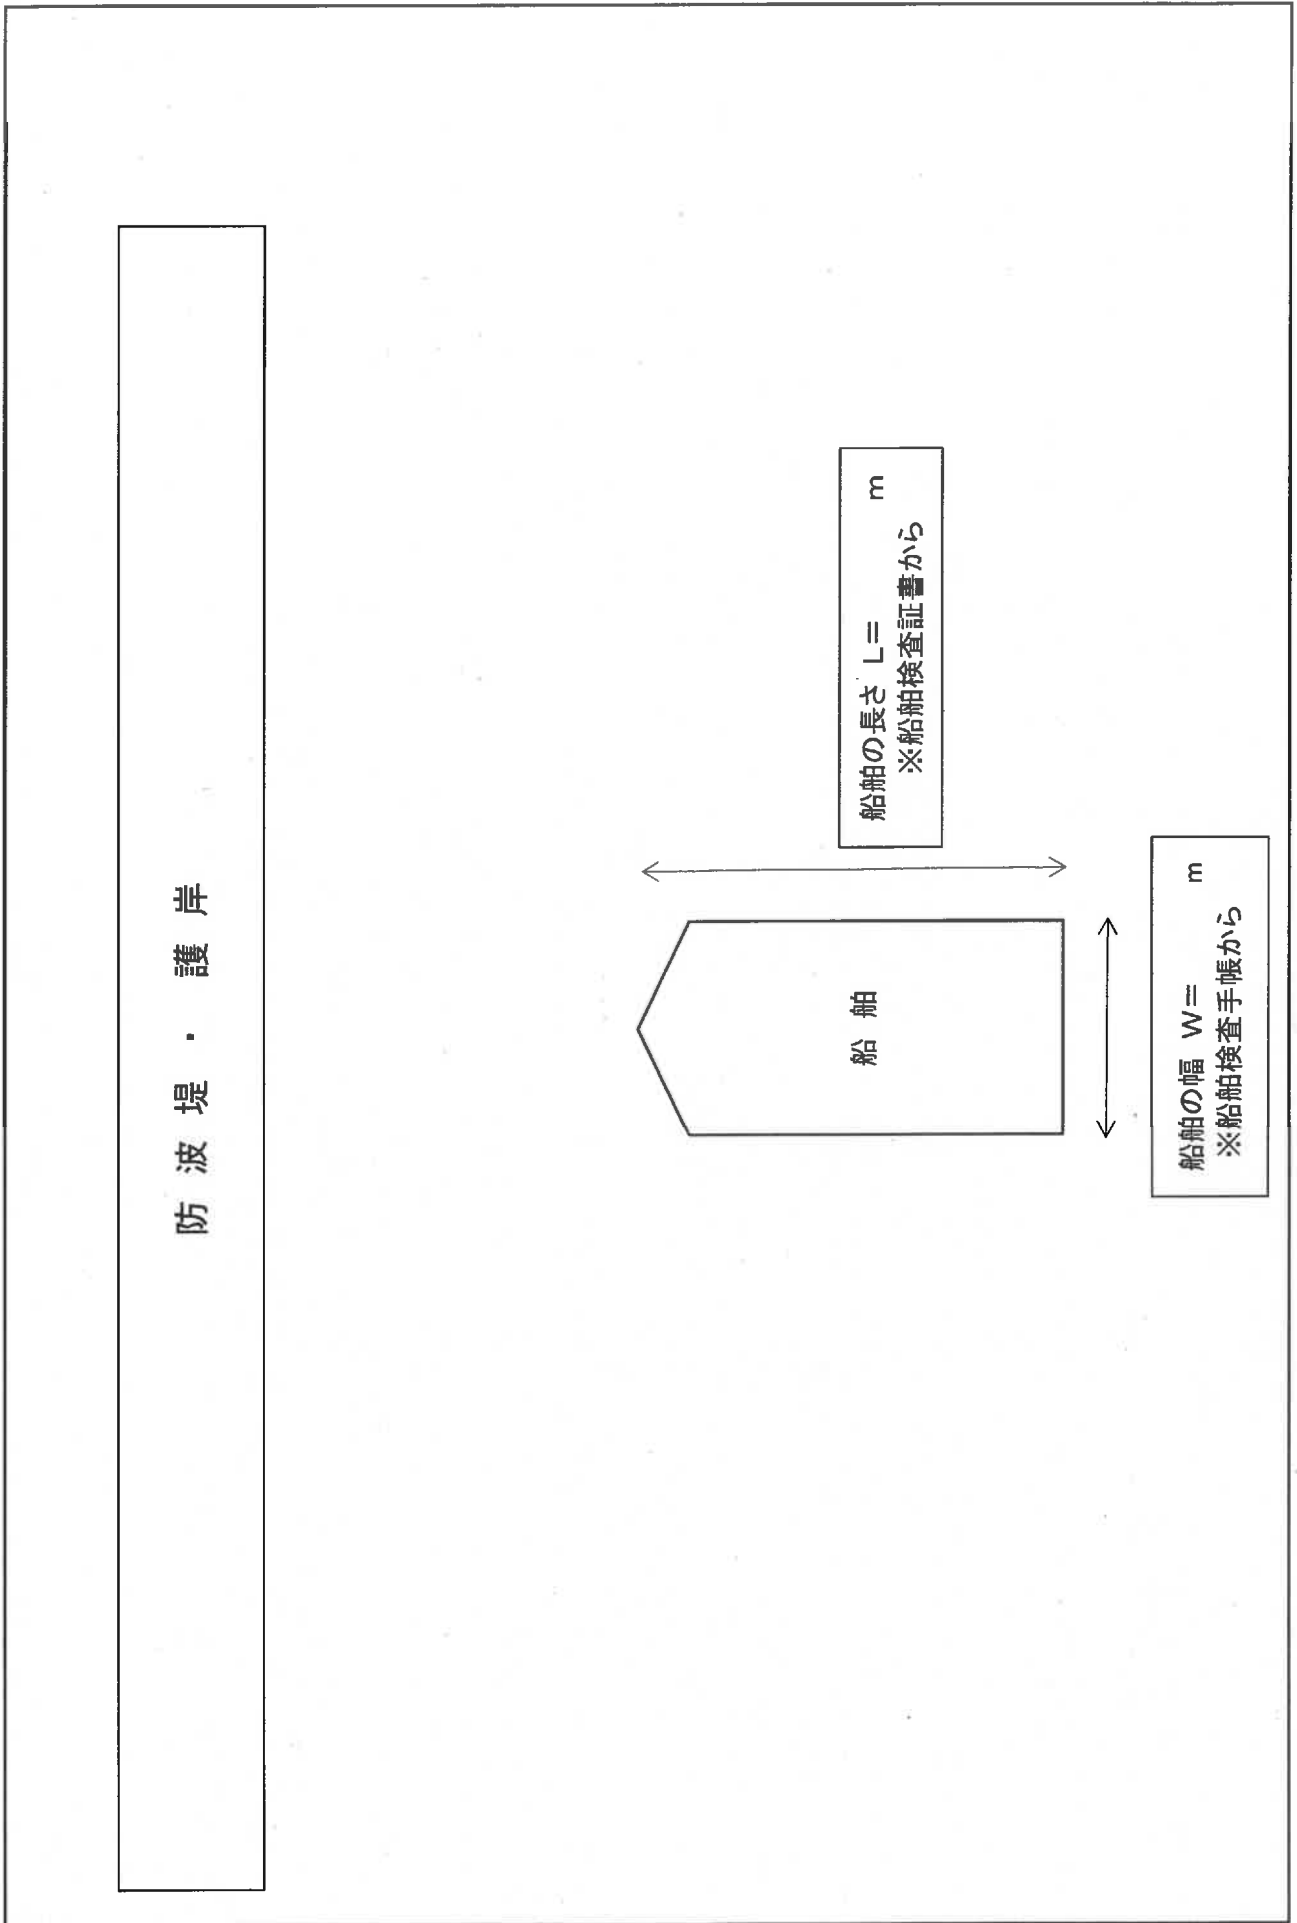 防 波 堤 ・ 護 岸
船 舶
船舶の長さ L= m
※船舶検査証書から
船舶の幅 W= m
※船舶検査手帳から